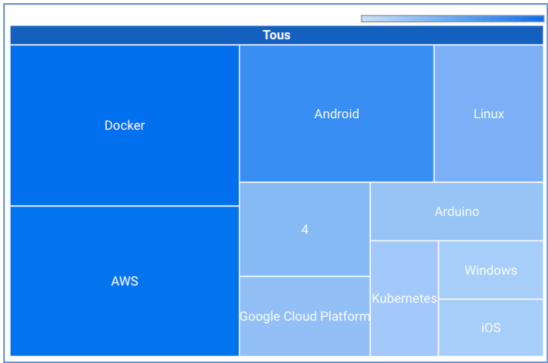 Tous
Docker
Android
Linux
AWS
4
Arduino
Google Cloud Platform
Kubernetes
Windows
iOS